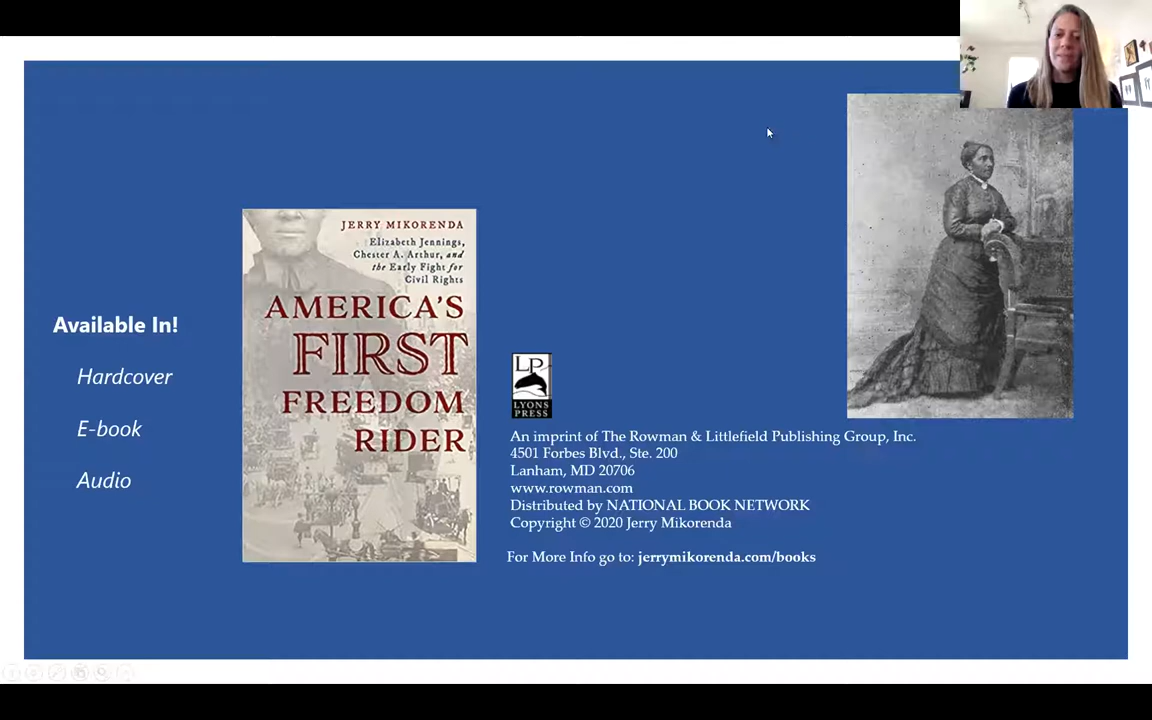 Available In!
Hardcover
E-book
Audio
JERRY MIKORENDA
Elizabeth Jennings,
Chester A. Arthur, and
the Early Fight for
Civil Rights
AMERICA'S
FIRST
FREEDOM
RIDER
LP
LYONS
PRESS
An imprint of The Rowman & Littlefield Publishing Group, Inc.
4501 Forbes Blvd., Ste. 200
Lanham, MD 20706
www.rowman.com
Distributed by NATIONAL BOOK NETWORK
Copyright © 2020 Jerry Mikorenda
For More Info go to: jerrymikorenda.com/books